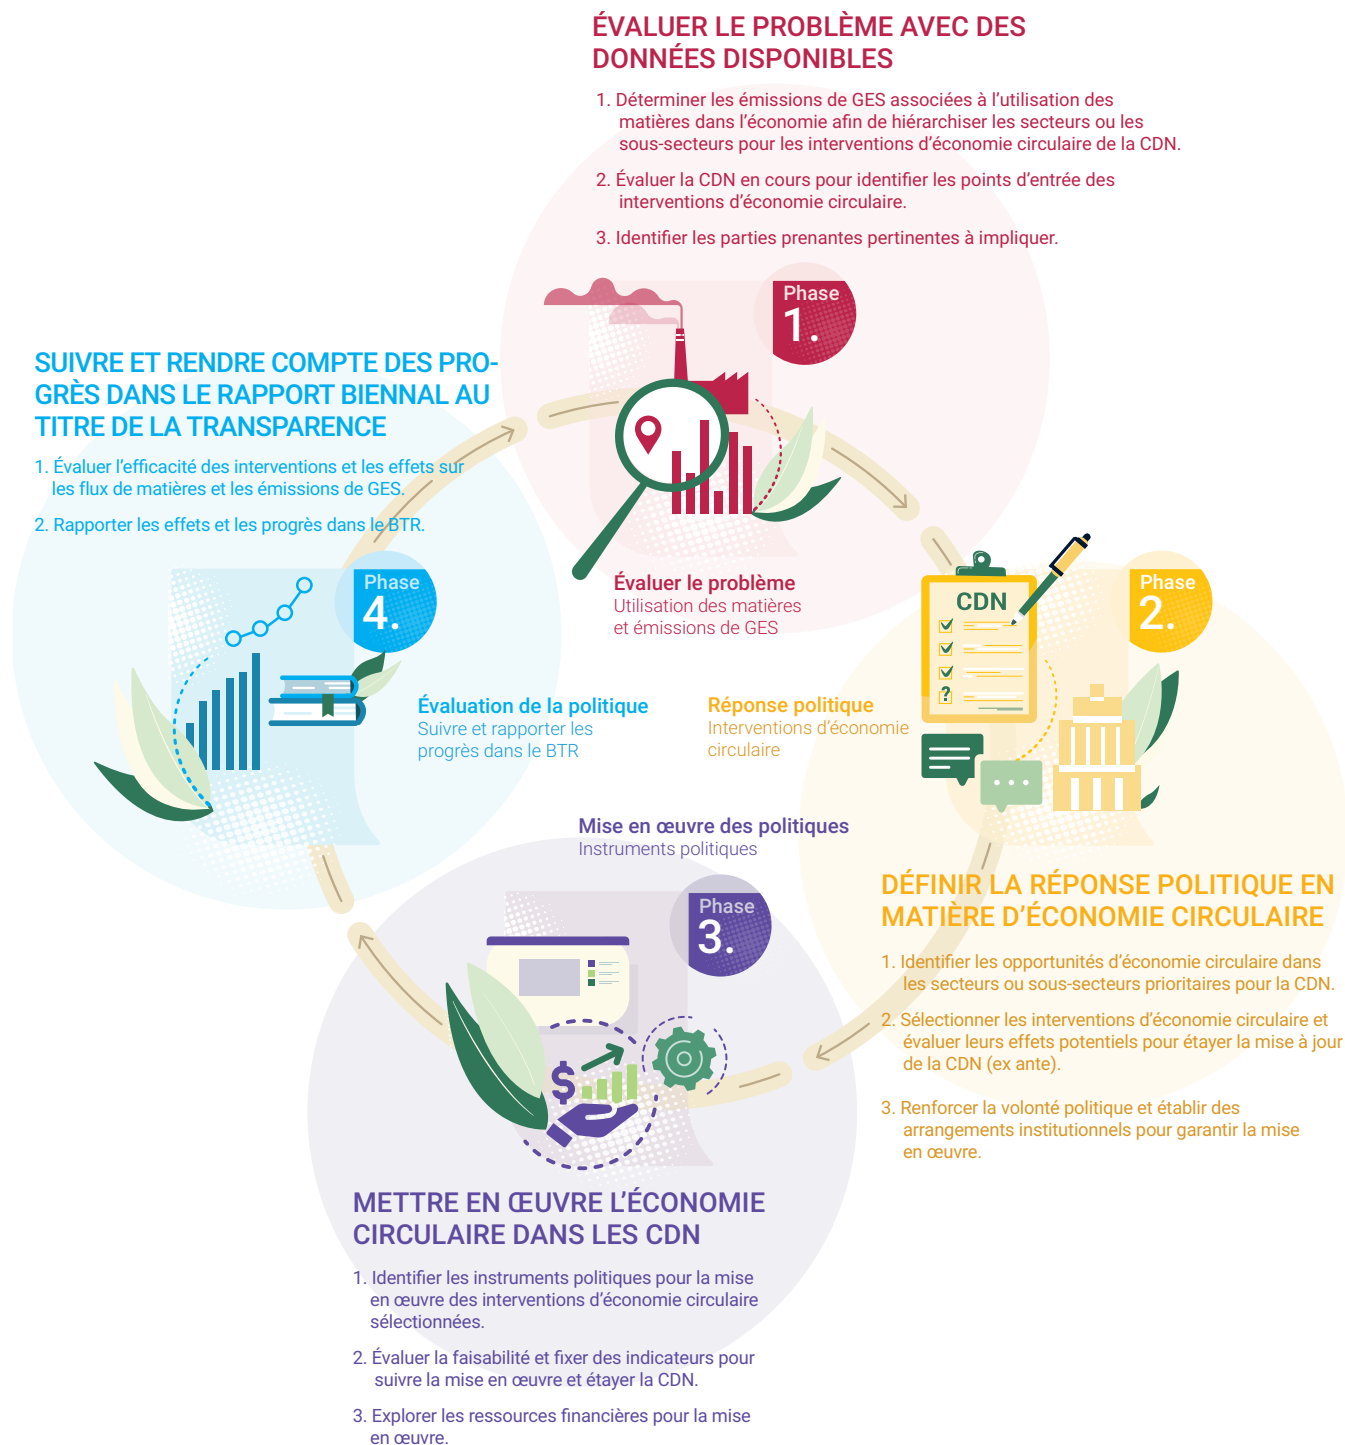 ÉVALUER LE PROBLÈME AVEC DES
DONNÉES DISPONIBLES
1. Déterminer les émissions de GES associées à l'utilisation des
matières dans l'économie afin de hiérarchiser les secteurs ou les
sous-secteurs pour les interventions d'économie circulaire de la CDN.
2. Évaluer la CDN en cours pour identifier les points d'entrée des
interventions d'économie circulaire.
3. Identifier les parties prenantes pertinentes à impliquer.
Phase
1.
Évaluer le problème
Utilisation des matières
et émissions de GES
CDN
?
Phase
2.
Réponse politique
Interventions d'économie
circulaire
DÉFINIR LA RÉPONSE POLITIQUE EN
MATIÈRE D'ÉCONOMIE CIRCULAIRE
1. Identifier les opportunités d'économie circulaire dans
les secteurs ou sous-secteurs prioritaires pour la CDN.
2. Sélectionner les interventions d'économie circulaire et
évaluer leurs effets potentiels pour étayer la mise à jour
de la CDN (ex ante).
3. Renforcer la volonté politique et établir des
arrangements institutionnels pour garantir la mise
en œuvre.
Mise en œuvre des politiques
Instruments politiques
Phase
3.
$
METTRE EN ŒUVRE L'ÉCONOMIE
CIRCULAIRE DANS LES CDN
1. Identifier les instruments politiques pour la mise
en œuvre des interventions d'économie circulaire
sélectionnées.
2. Évaluer la faisabilité et fixer des indicateurs pour
suivre la mise en œuvre et étayer la CDN.
3. Explorer les ressources financières pour la mise
en œuvre.
SUIVRE ET RENDRE COMPTE DES PRO-
GRÈS DANS LE RAPPORT BIENNAL AU
TITRE DE LA TRANSPARENCE
1. Évaluer l'efficacité des interventions et les effets sur
les flux de matières et les émissions de GES.
2. Rapporter les effets et les progrès dans le BTR.
Phase
4.
Évaluation de la politique
Suivre et rapporter les
progrès dans le BTR